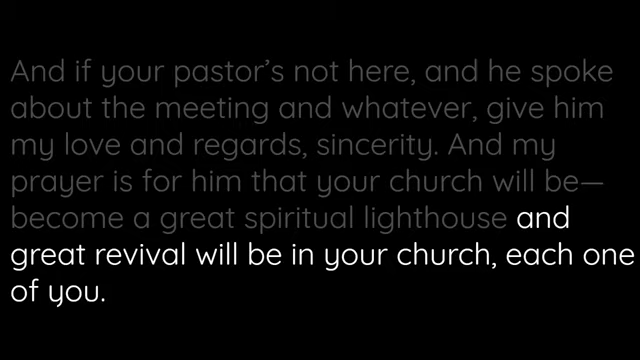 And if your pastor's not here, and he spoke
about the meeting and whatever, give him
my love and regards, sincerity. And my
prayer is for him that your church will be—
become a great spiritual lighthouse and
great revival will be in your church, each one
of you.